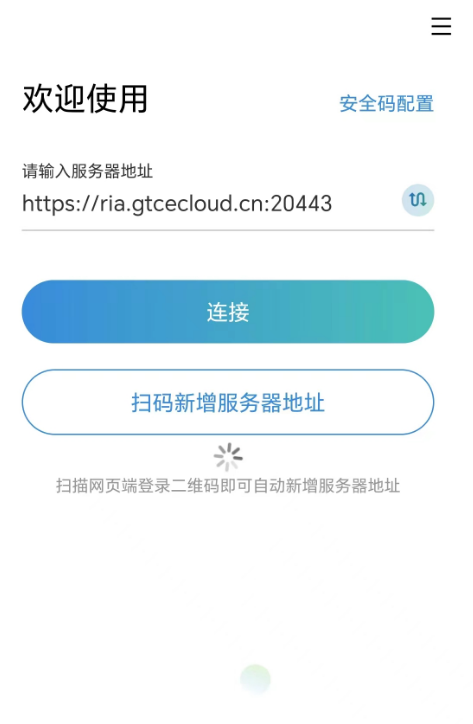 欢迎使用
安全码配置
请输入服务器地址
https://ria.gtcecloud.cn:20443
连接
扫码新增服务器地址
扫描网页端登录二维码即可自动新增服务器地址